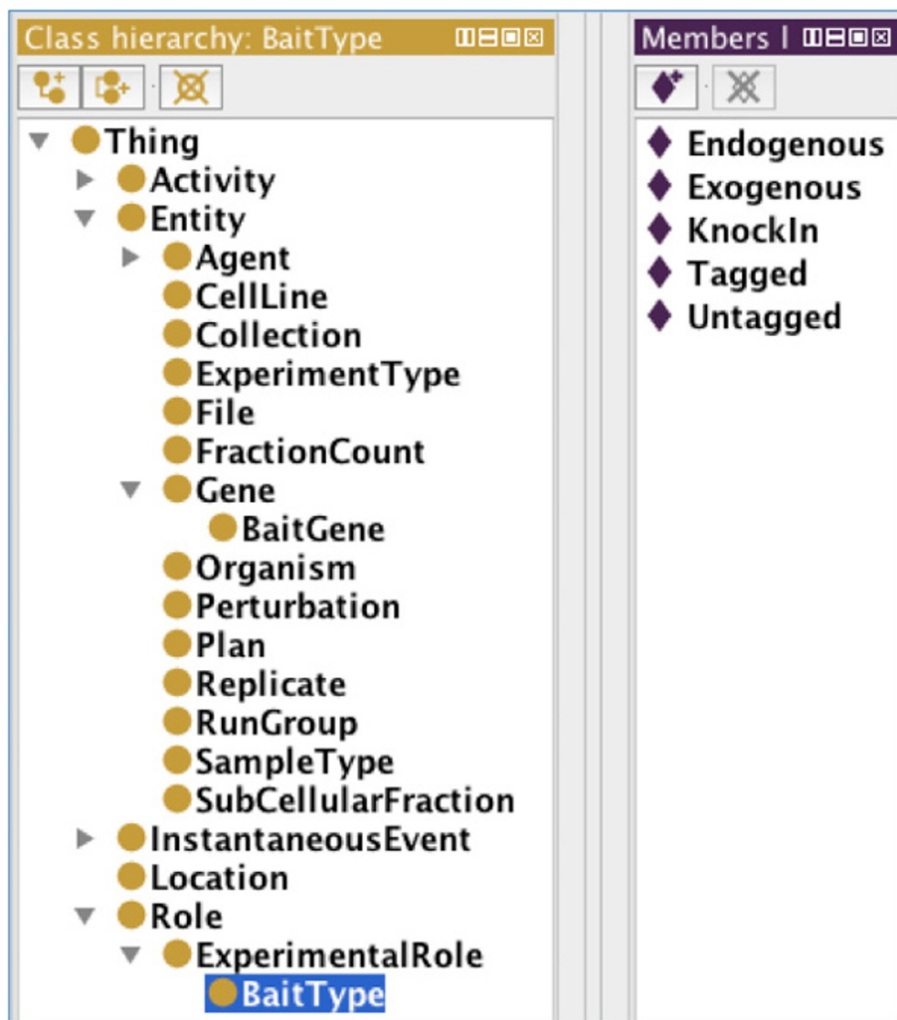 Class hierarchy: BaitType
Thing
Activity
Entity
Agent
CellLine
Collection
ExperimentType
File
FractionCount
Gene
BaitGene
Organism
Perturbation
Plan
Replicate
RunGroup
SampleType
SubCellularFraction
InstantaneousEvent
Location
Role
ExperimentalRole
BaitType
Members l
Endogenous
Exogenous
KnockIn
Tagged
Untagged